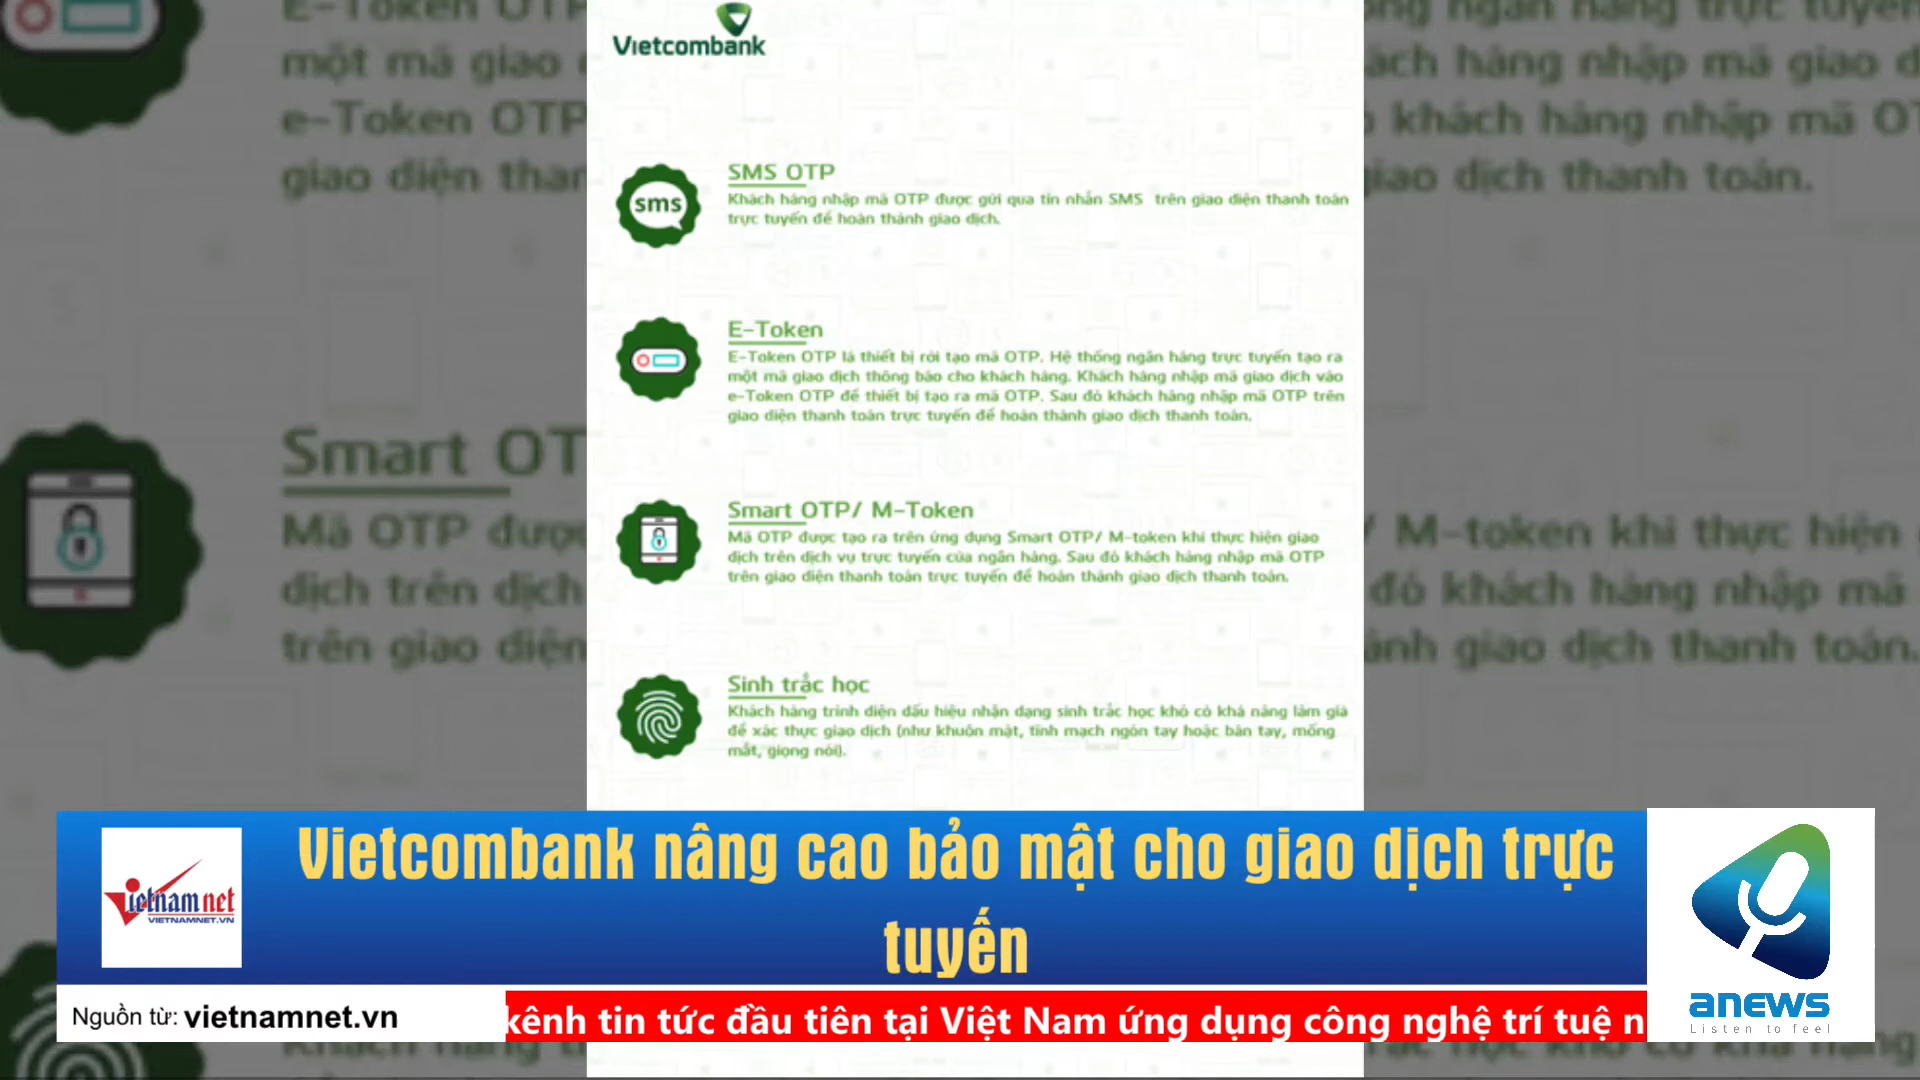 Vietcombank
SMS OTP
sms
Khách hàng nhập mã OTP được gửi qua tin nhắn SMS trên giao diện thanh toán
trực tuyến để hoàn thành giao dịch.
E-Token
E-Token OTP là thiết bị rời tạo mã OTP. Hệ thống ngân hàng trực tuyến tạo ra
một mã giao dịch thông báo cho khách hàng. Khách hàng nhập mã giao dịch vào
e-Token OTP để thiết bị tạo ra mã OTP. Sau đó khách hàng nhập mã OTP trên
giao diện thanh toán trực tuyến để hoàn thành giao dịch thanh toán.
Smart OTP/ M-Token
Mã OTP được tạo ra trên ứng dụng Smart OTP/ M-token khi thực hiện giao
dịch trên dịch vụ trực tuyến của ngân hàng. Sau đó khách hàng nhập mã OTP
trên giao diện thanh toán trực tuyến để hoàn thành giao dịch thanh toán.
Sinh trắc học
Khách hàng trình diện dấu hiệu nhận dạng sinh trắc học khó có khả năng làm giả
để xác thực giao dịch (như khuôn mặt, tĩnh mạch ngón tay hoặc bàn tay, mống
mắt, giọng nói).
Vietcombank nâng cao bảo mật cho giao dịch trực
tuyến
vietnamnet
VIETNAMNET.VN
Nguồn từ: vietnamnet.vn
kênh tin tức đầu tiên tại Việt Nam ứng dụng công nghệ trí tuệ n
anews
Listen to feel